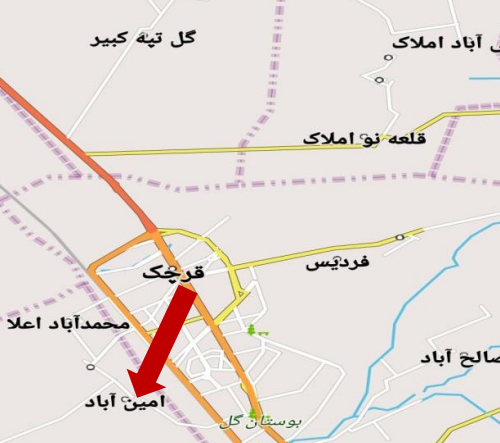 گل تپه کبیر
ی آباد املاک
قلعه نو املاک
فردیس
قرچک
محمدآباد اعلا
صالح آباد
امین آباد
بوستان گل